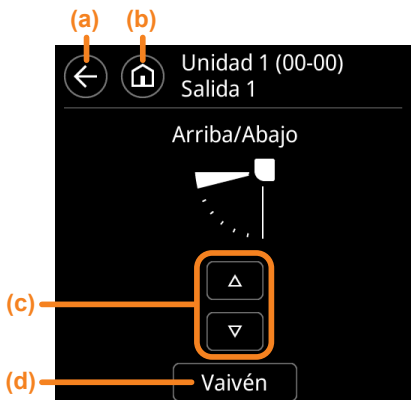 (a) (b)
Unidad 1 (00-00)
Salida 1
Arriba/Abajo
(c)
(d) Vaivén